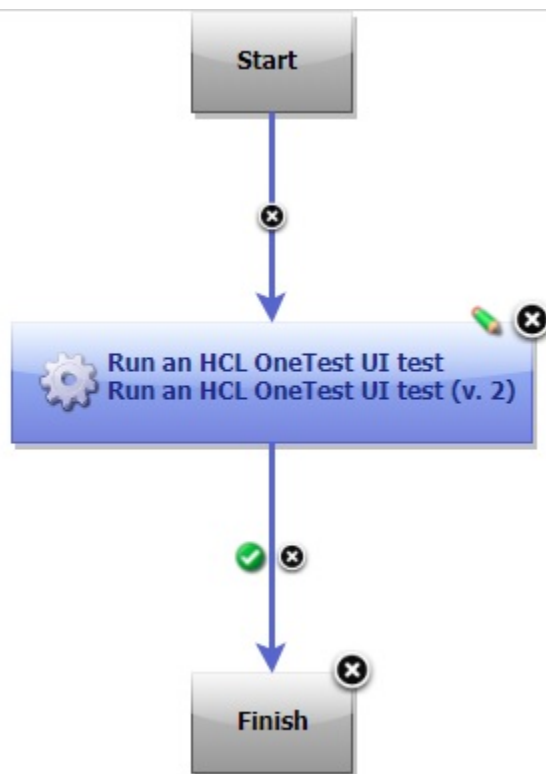 Start
Run an HCL OneTest UI test
Run an HCL OneTest UI test (v. 2)
Finish